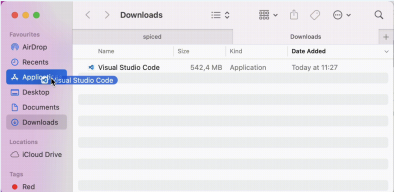 Downloads
Favourites
AirDrop
Recents
Applicatio
Visual Studio Code
Desktop
Documents
Downloads
Locations
iCloud Drive
Tags
Red
spiced
Downloads
Name
Size
Kind
Date Added
Visual Studio Code
542,4 MB
Application
Today at 11:27